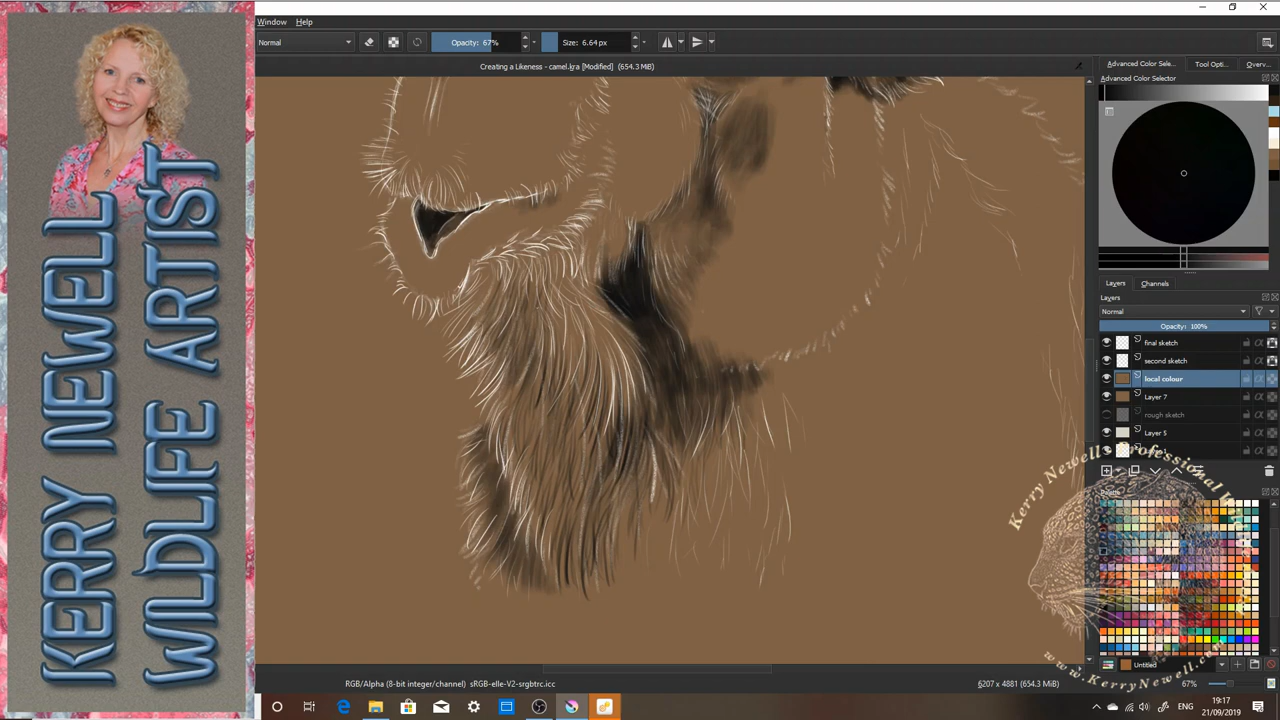 KERRY NEWELL
WILDLIFE ARTIST
Window Help
Normal
Opacity: 67%
Size: 6.64 px
Creating a Likeness - camel.kra [Modified] (654.3 MiB)
Advanced Color Sele...
Tool Opti...
Overv...
Advanced Color Selector
Layers
Channels
Layers
Normal
Opacity: 100%
final sketch
second sketch
local colour
Layer 7
rough sketch
Layer 5
Kerry Newell Professional
www.KerryNewell.com
Untitled
RGB/Alpha (8-bit integer/channel) sRGB-elle-V2-srgbtrc.icc
6207 x 4881 (654.3 MiB)
67%
ENG
19:17
21/09/2019